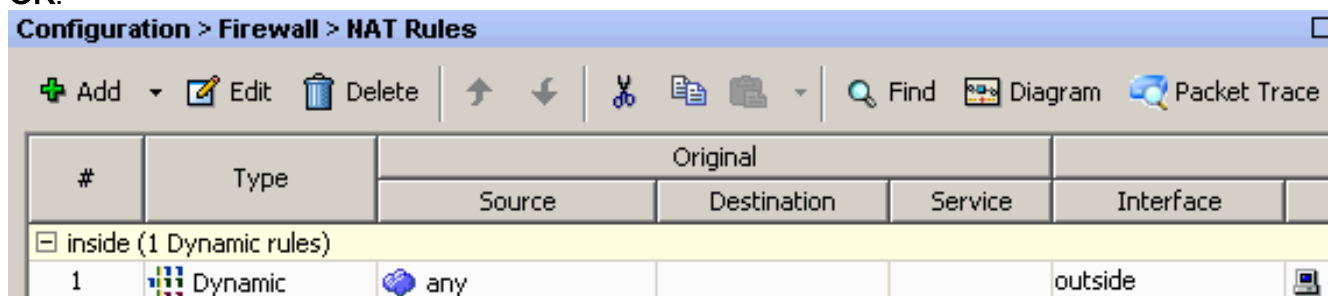 OK.
Configuration > Firewall > NAT Rules
Add Edit Delete Find Diagram Packet Trace
# Type Original
Source Destination Service Interface
inside (1 Dynamic rules)
1 Dynamic any outside